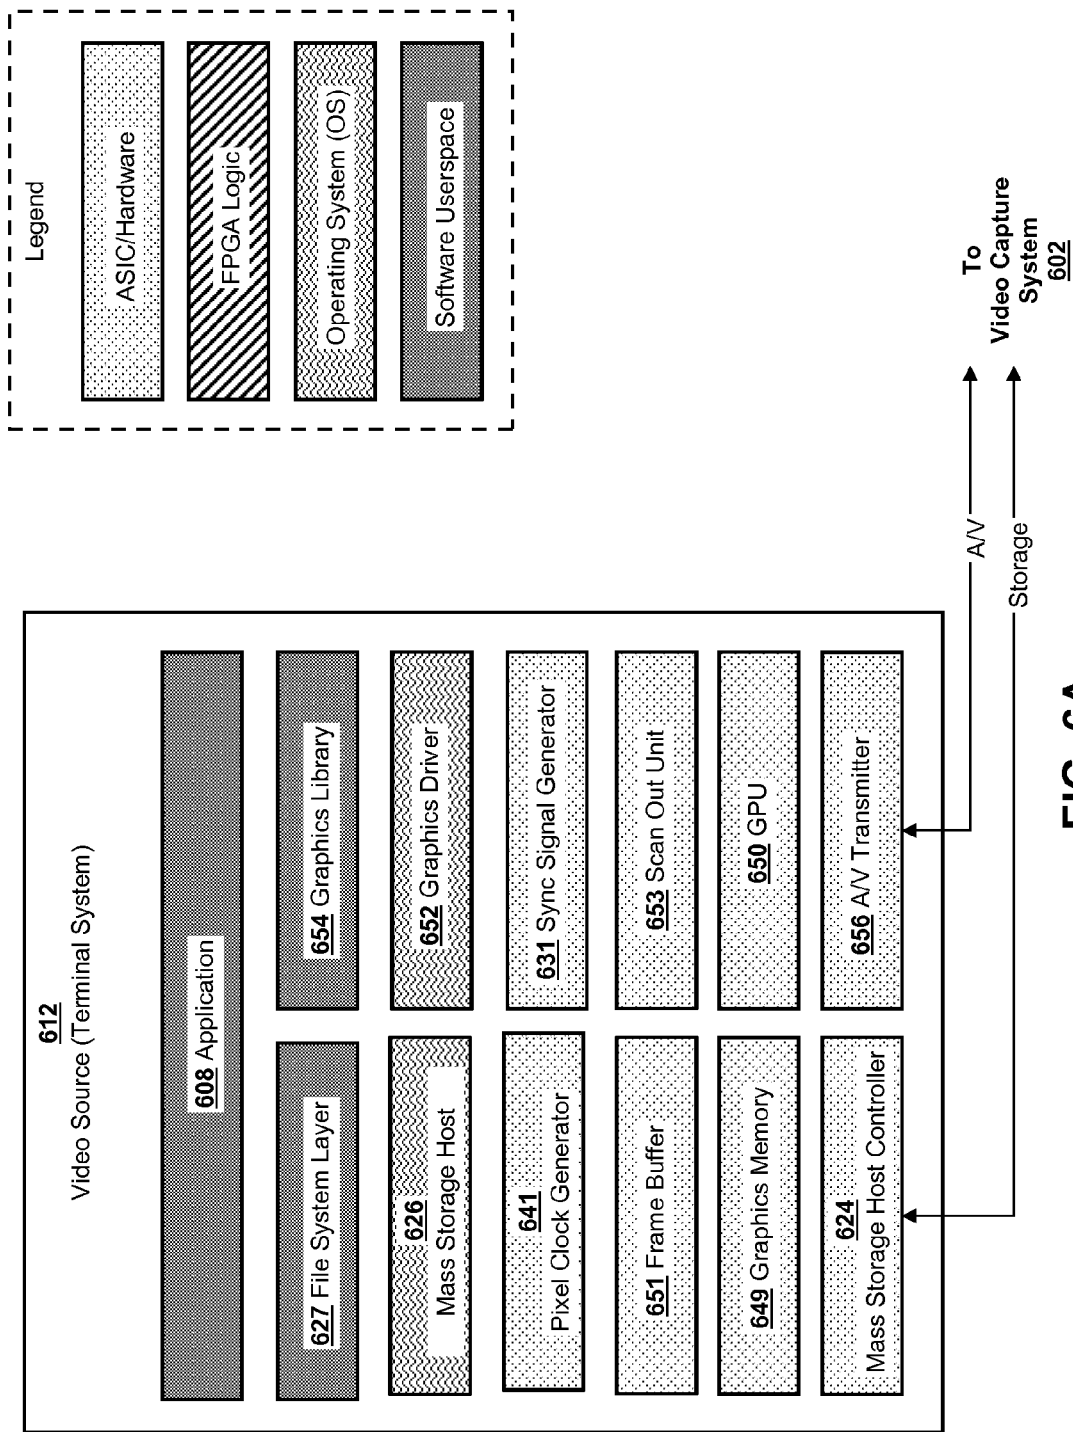 612
Video Source (Terminal System)
608 Application
627 File System Layer
654 Graphics Library
626
Mass Storage Host
652 Graphics Driver
641
Pixel Clock Generator
631 Sync Signal Generator
651 Frame Buffer
653 Scan Out Unit
649 Graphics Memory
650 GPU
624
Mass Storage Host Controller
656 A/V Transmitter
A/V
Storage
To
Video Capture
System
602
Legend
ASIC/Hardware
FPGA Logic
Operating System (OS)
Software Userspace
FIG. 6A